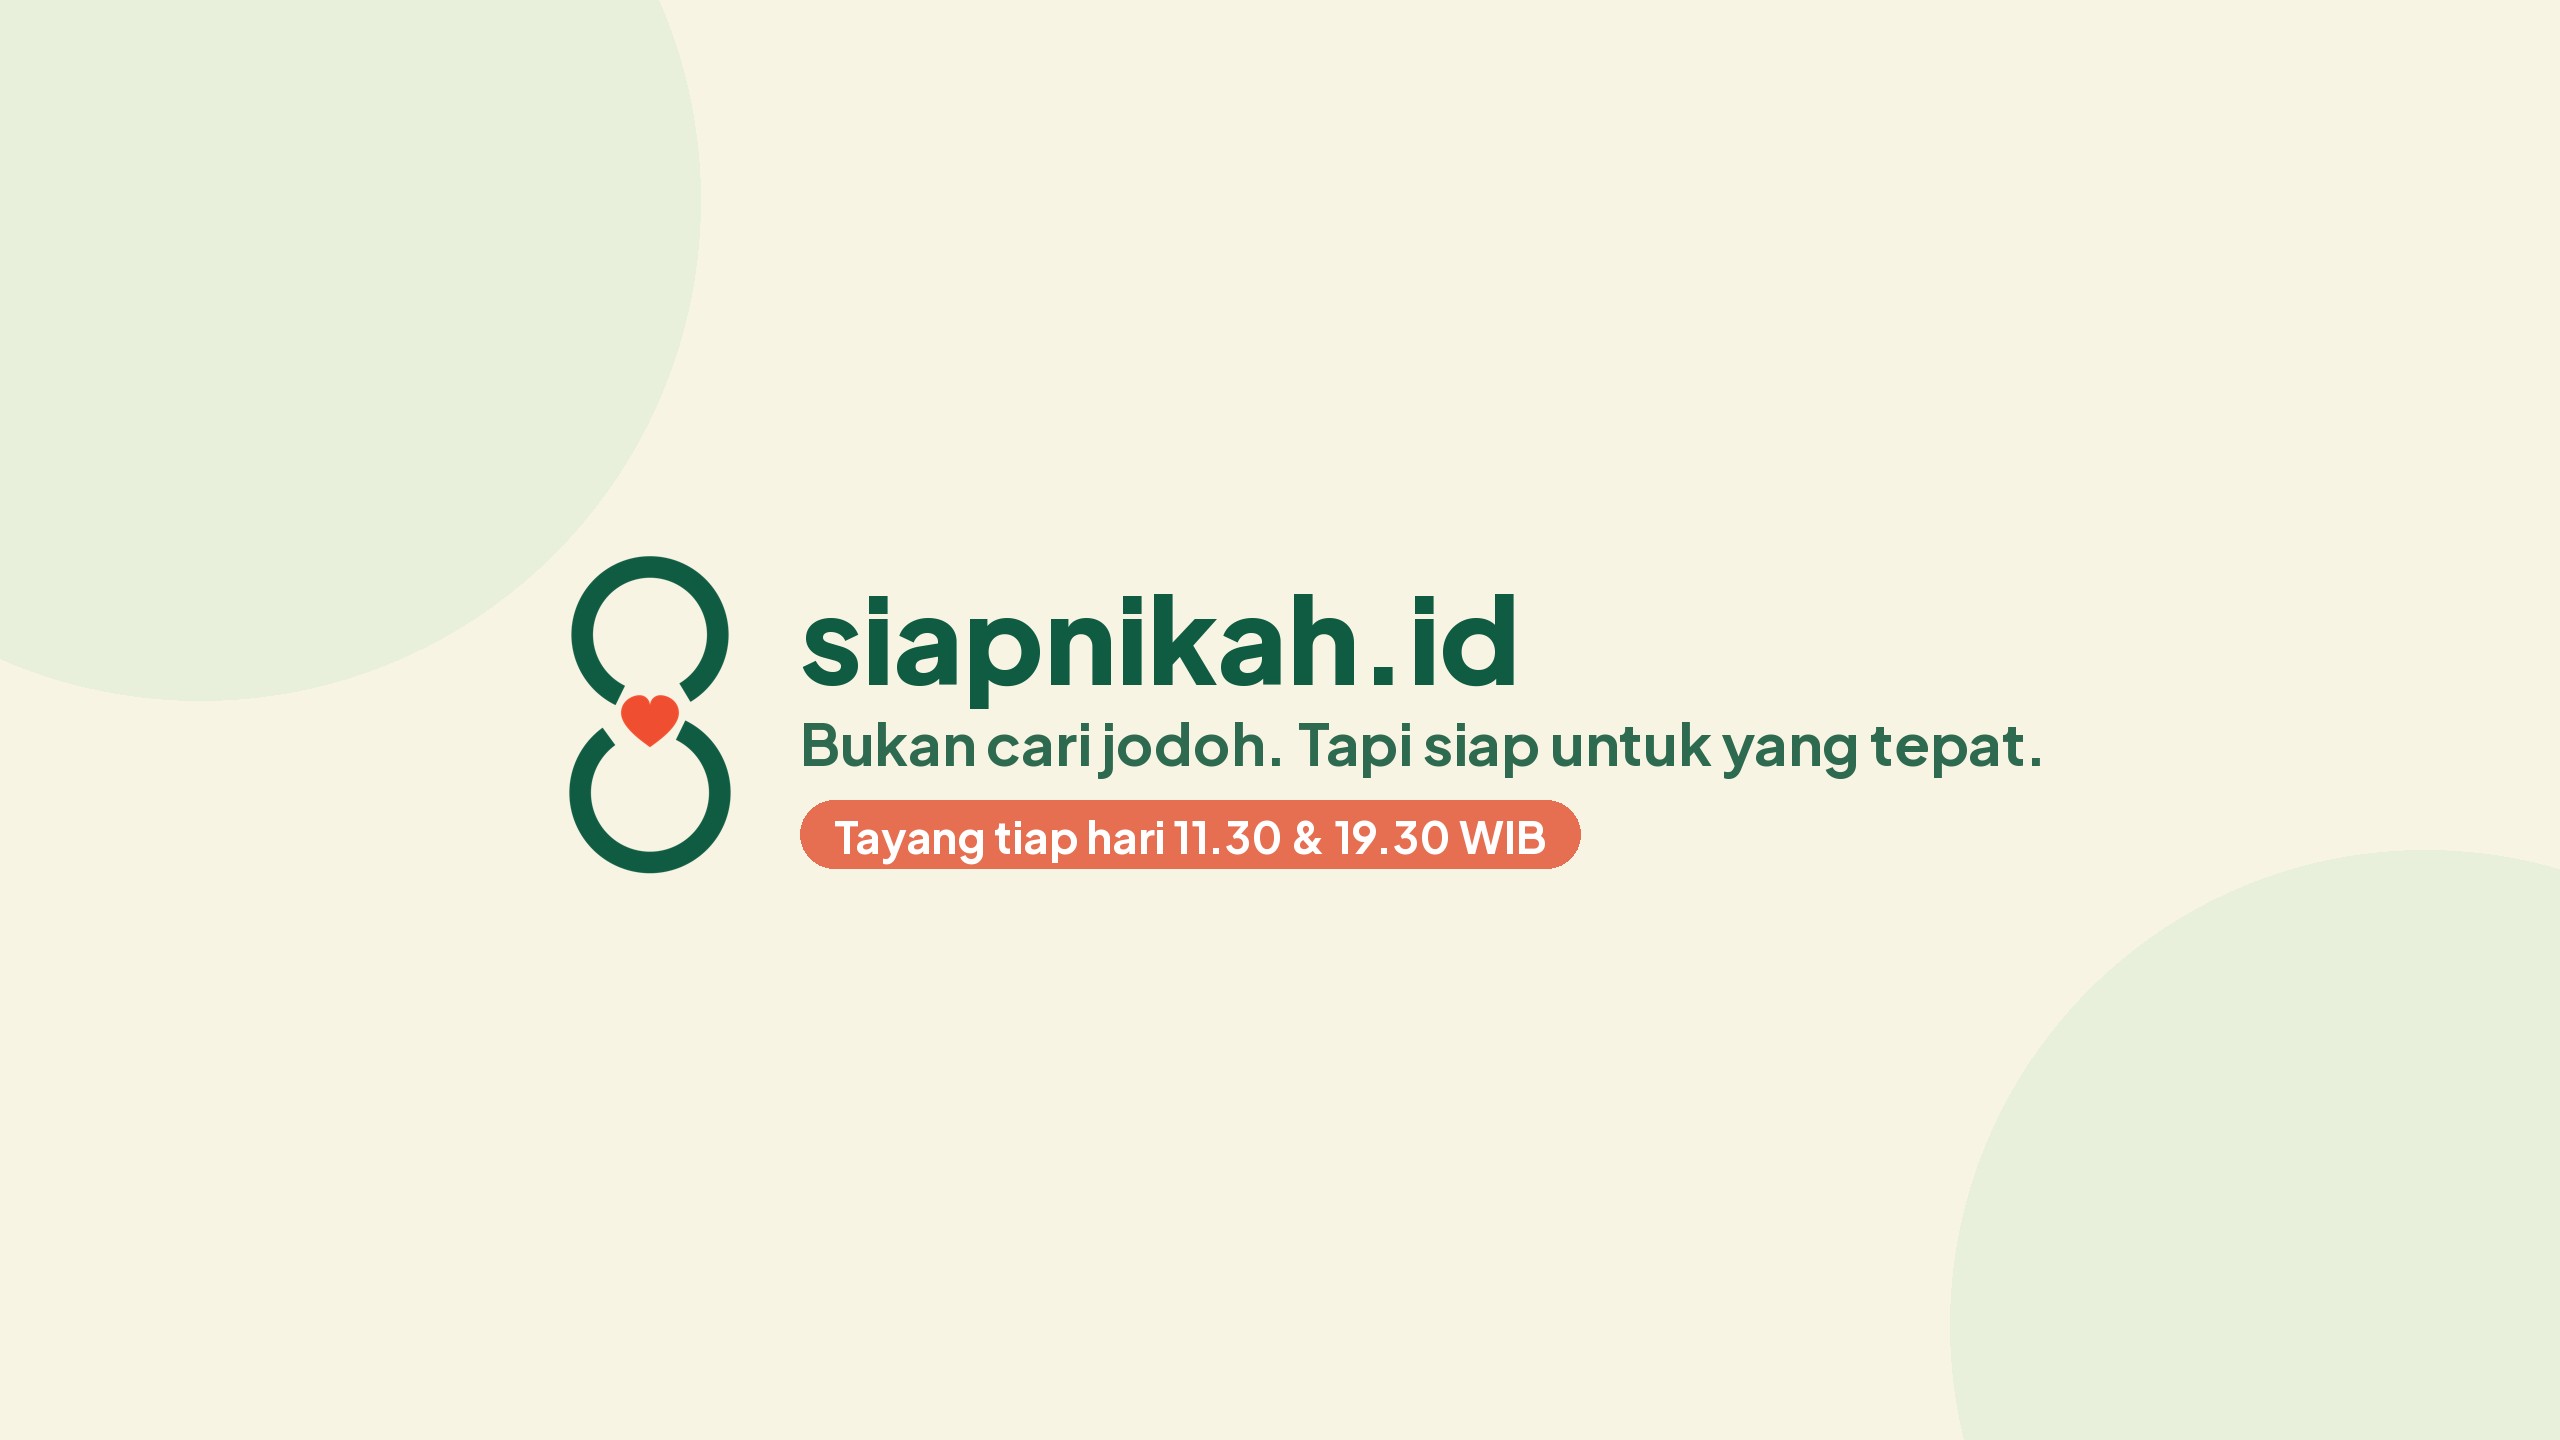 siapnikah.id
Bukan cari jodoh. Tapi siap untuk yang tepat.
Tayang tiap hari 11.30 & 19.30 WIB